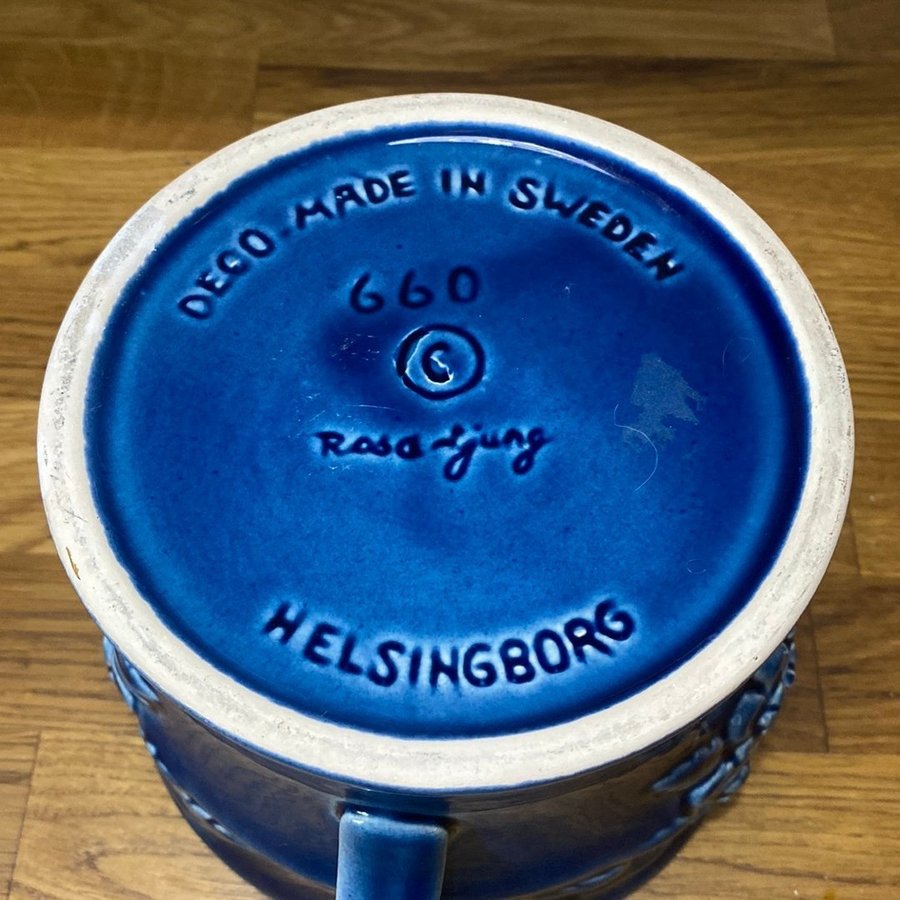 DECO. MADE IN SWEDEN
660
©
Rosa Ljung
HELSINGBORG